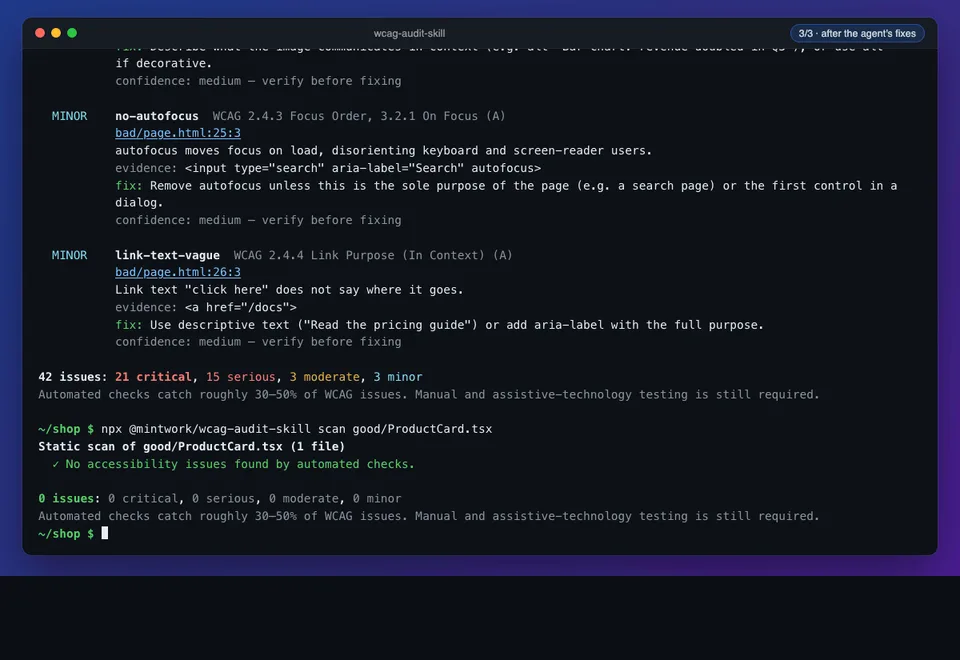 wcag-audit-skill
3/3 · after the agent's fixes
if decorative.
confidence: medium — verify before fixing
MINOR no-autofocus WCAG 2.4.3 Focus Order, 3.2.1 On Focus (A)
bad/page.html:25:3
autofocus moves focus on load, disorienting keyboard and screen-reader users.
evidence: <input type="search" aria-label="Search" autofocus>
fix: Remove autofocus unless this is the sole purpose of the page (e.g. a search page) or the first control in a
dialog.
confidence: medium — verify before fixing
MINOR link-text-vague WCAG 2.4.4 Link Purpose (In Context) (A)
bad/page.html:26:3
Link text "click here" does not say where it goes.
evidence: <a href="/docs">
fix: Use descriptive text ("Read the pricing guide") or add aria-label with the full purpose.
confidence: medium — verify before fixing
42 issues: 21 critical, 15 serious, 3 moderate, 3 minor
Automated checks catch roughly 30–50% of WCAG issues. Manual and assistive-technology testing is still required.
~/shop $ npx @mintwork/wcag-audit-skill scan good/ProductCard.tsx
Static scan of good/ProductCard.tsx (1 file)
✓ No accessibility issues found by automated checks.
0 issues: 0 critical, 0 serious, 0 moderate, 0 minor
Automated checks catch roughly 30–50% of WCAG issues. Manual and assistive-technology testing is still required.
~/shop $